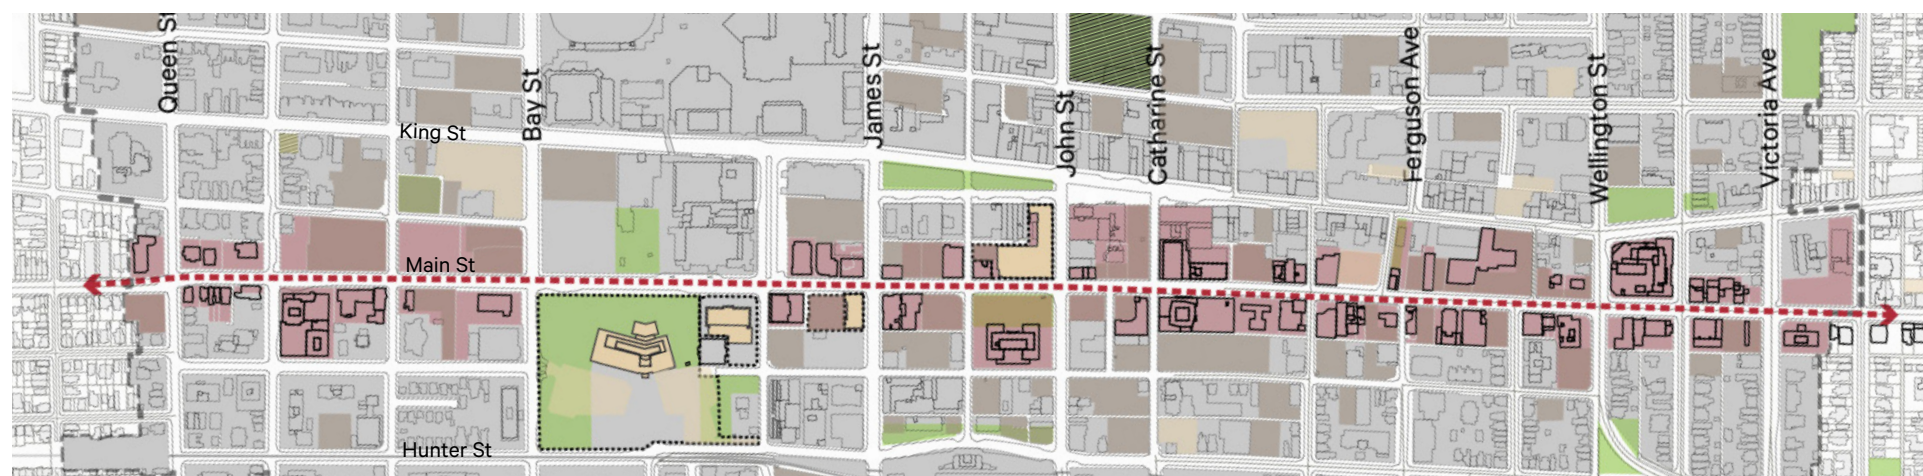 Queen St
Bay St
James St
John St
Catharine St
Ferguson Ave
Wellington St
Victoria Ave
King St
Main St
Hunter St